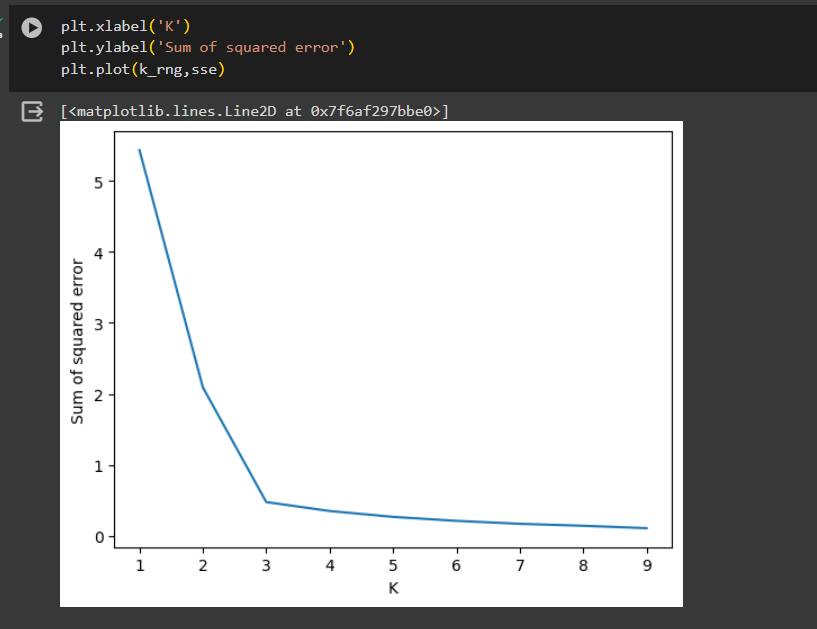 plt.xlabel('K')
plt.ylabel('Sum of squared error')
plt.plot(k_rng,sse)
[<matplotlib.lines.Line2D at 0x7f6af297bbe0>]
5
4
3
2
1
0
Sum of squared error
1 2 3 4 5 6 7 8 9
K